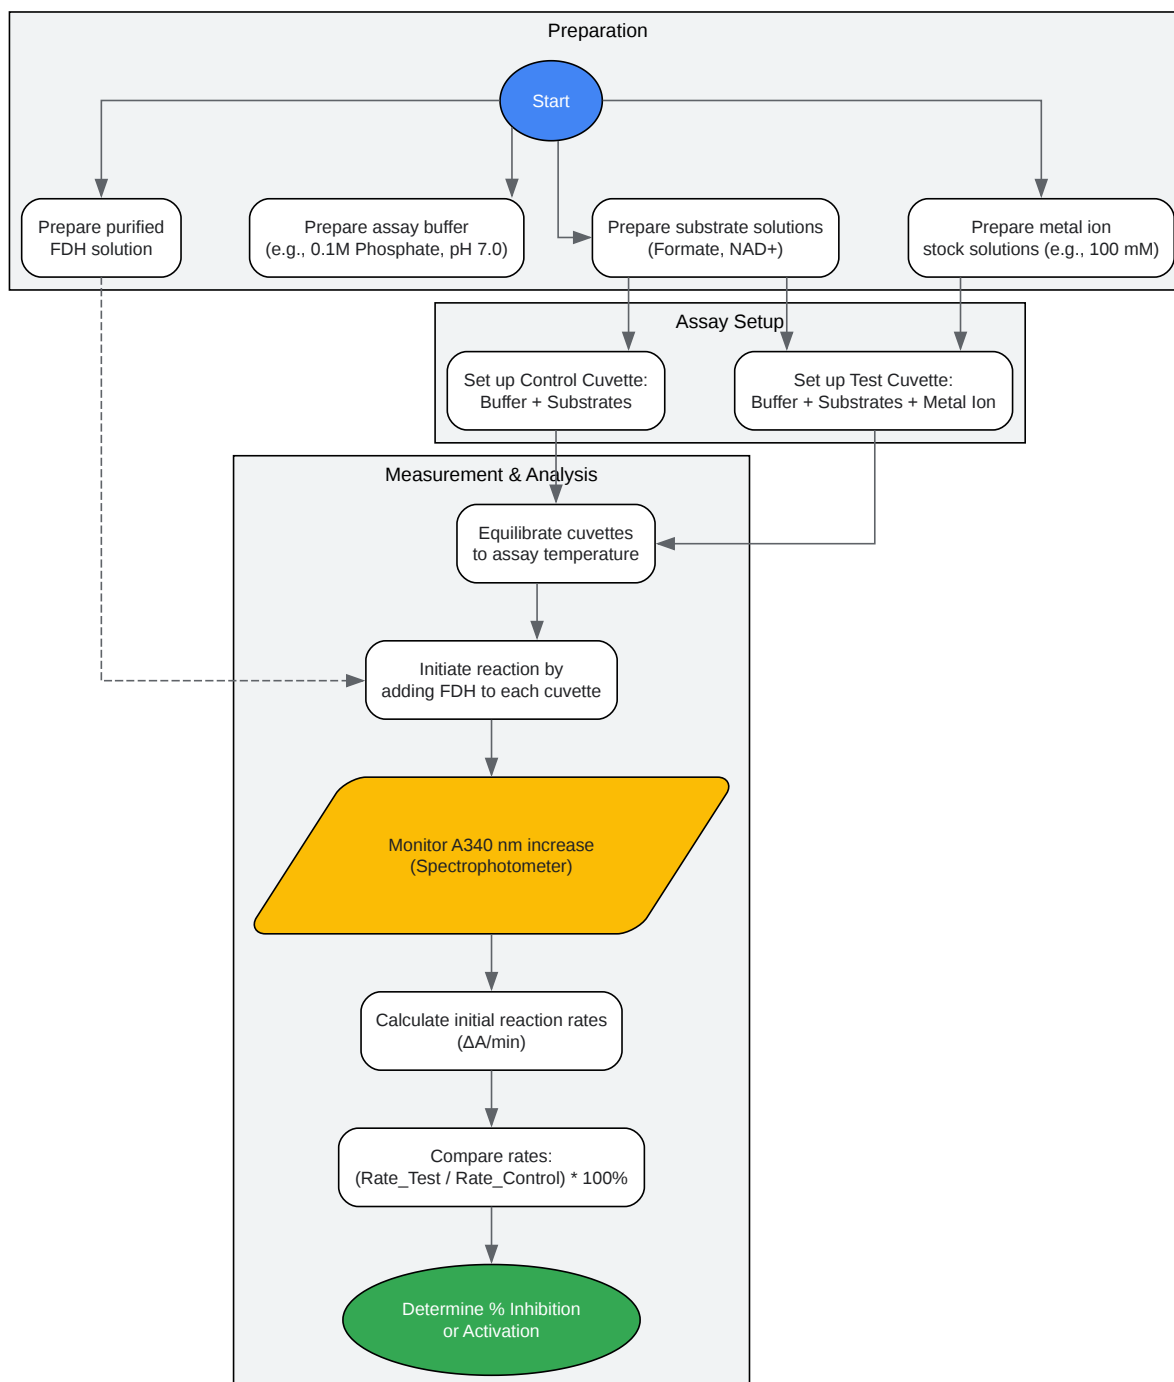 Preparation
Start
Prepare purified
FDH solution
Prepare assay buffer
(e.g., 0.1M Phosphate, pH 7.0)
Prepare substrate solutions
(Formate, NAD+)
Prepare metal ion
stock solutions (e.g., 100 mM)
Assay Setup
Set up Control Cuvette:
Buffer + Substrates
Set up Test Cuvette:
Buffer + Substrates + Metal Ion
Measurement & Analysis
Equilibrate cuvettes
to assay temperature
Initiate reaction by
adding FDH to each cuvette
Monitor A340 nm increase
(Spectrophotometer)
Calculate initial reaction rates
(ΔA/min)
Compare rates:
(Rate_Test / Rate_Control) * 100%
Determine % Inhibition
or Activation